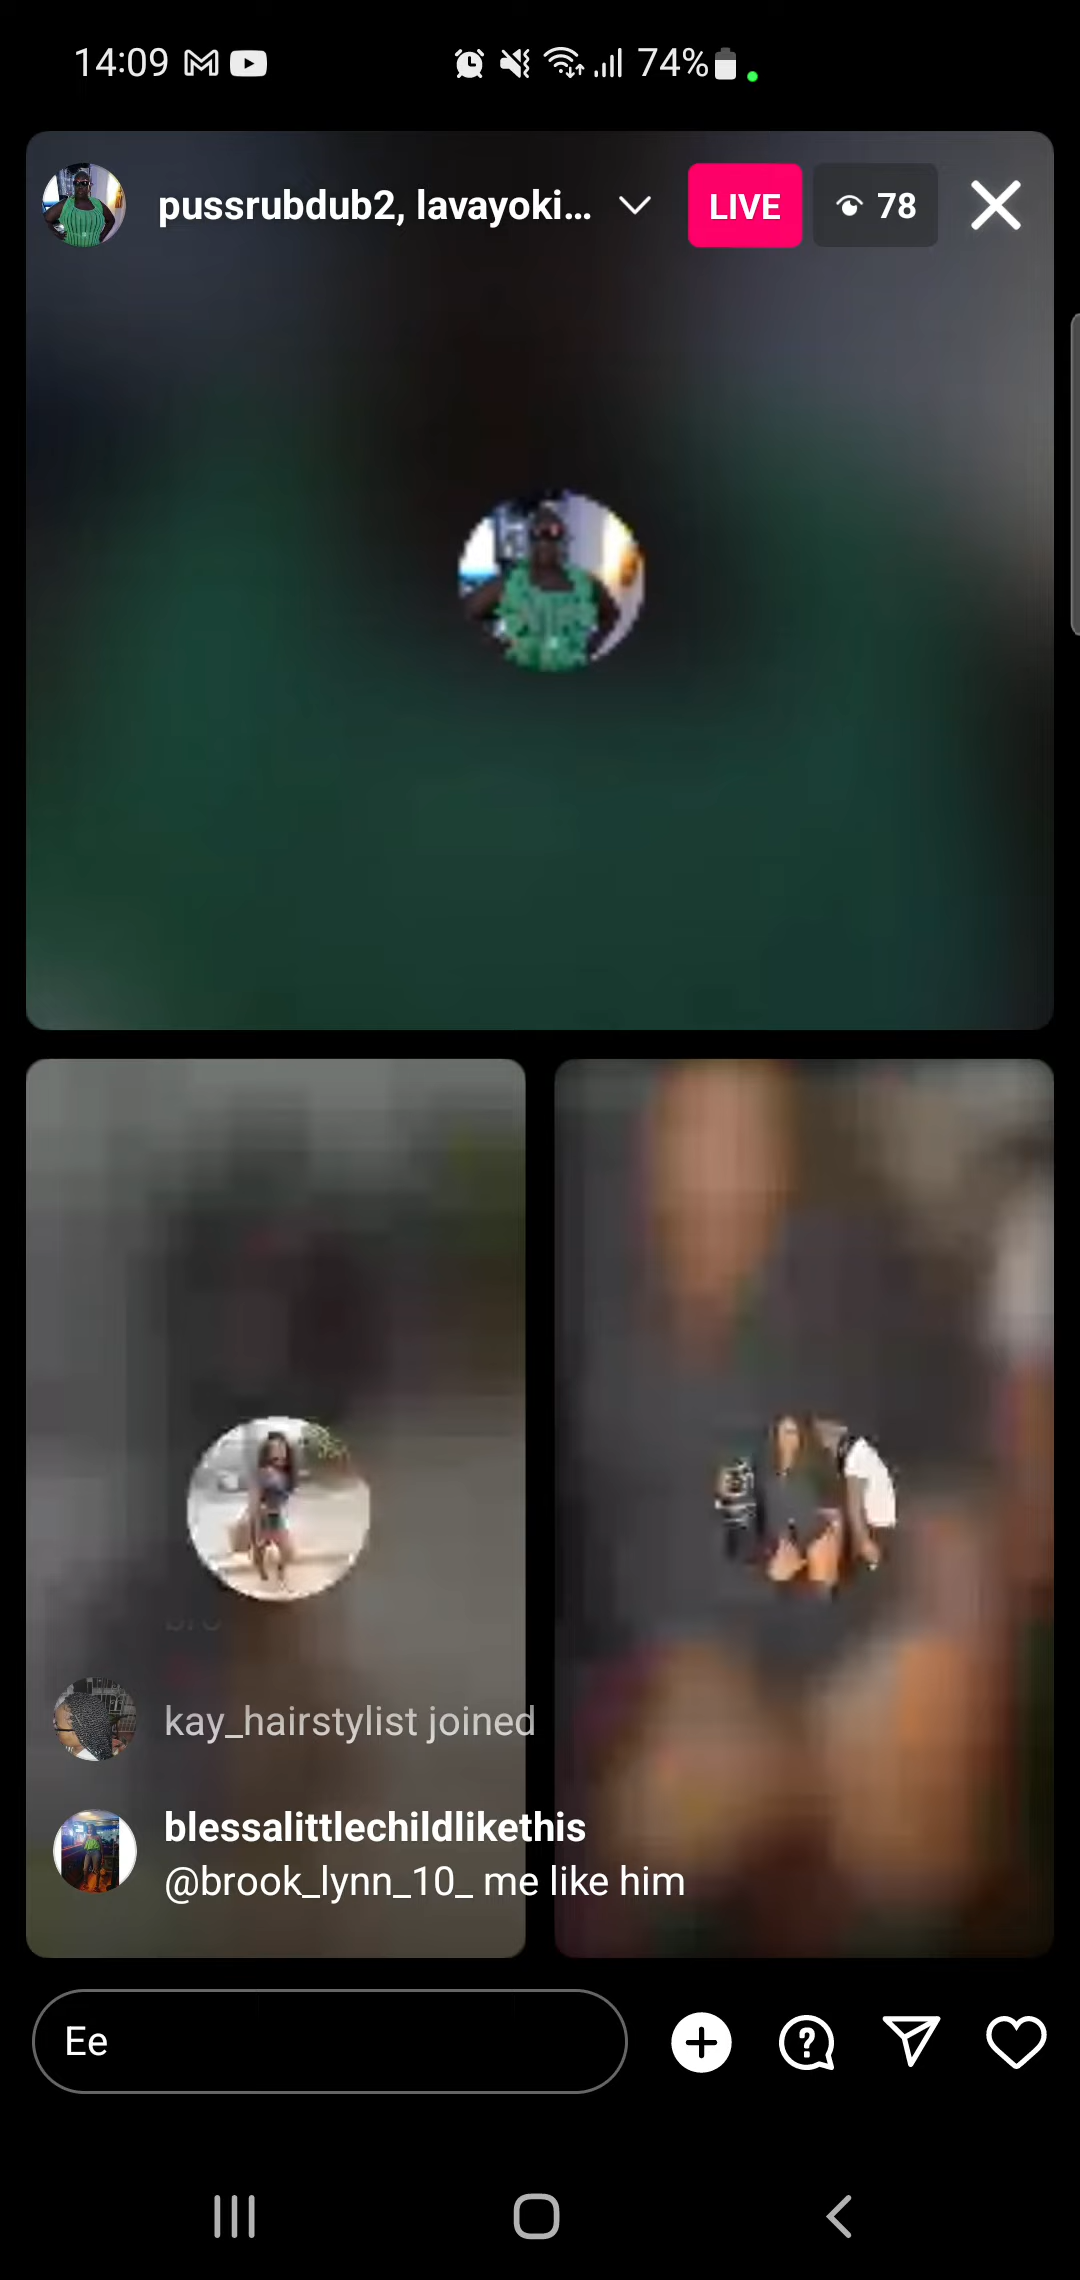 14:09 74%
pussrubdub2, lavayoki... LIVE 78
kay_hairstylist joined
blessalittlechildlikethis
@brook_lynn_10_ me like him
Ee